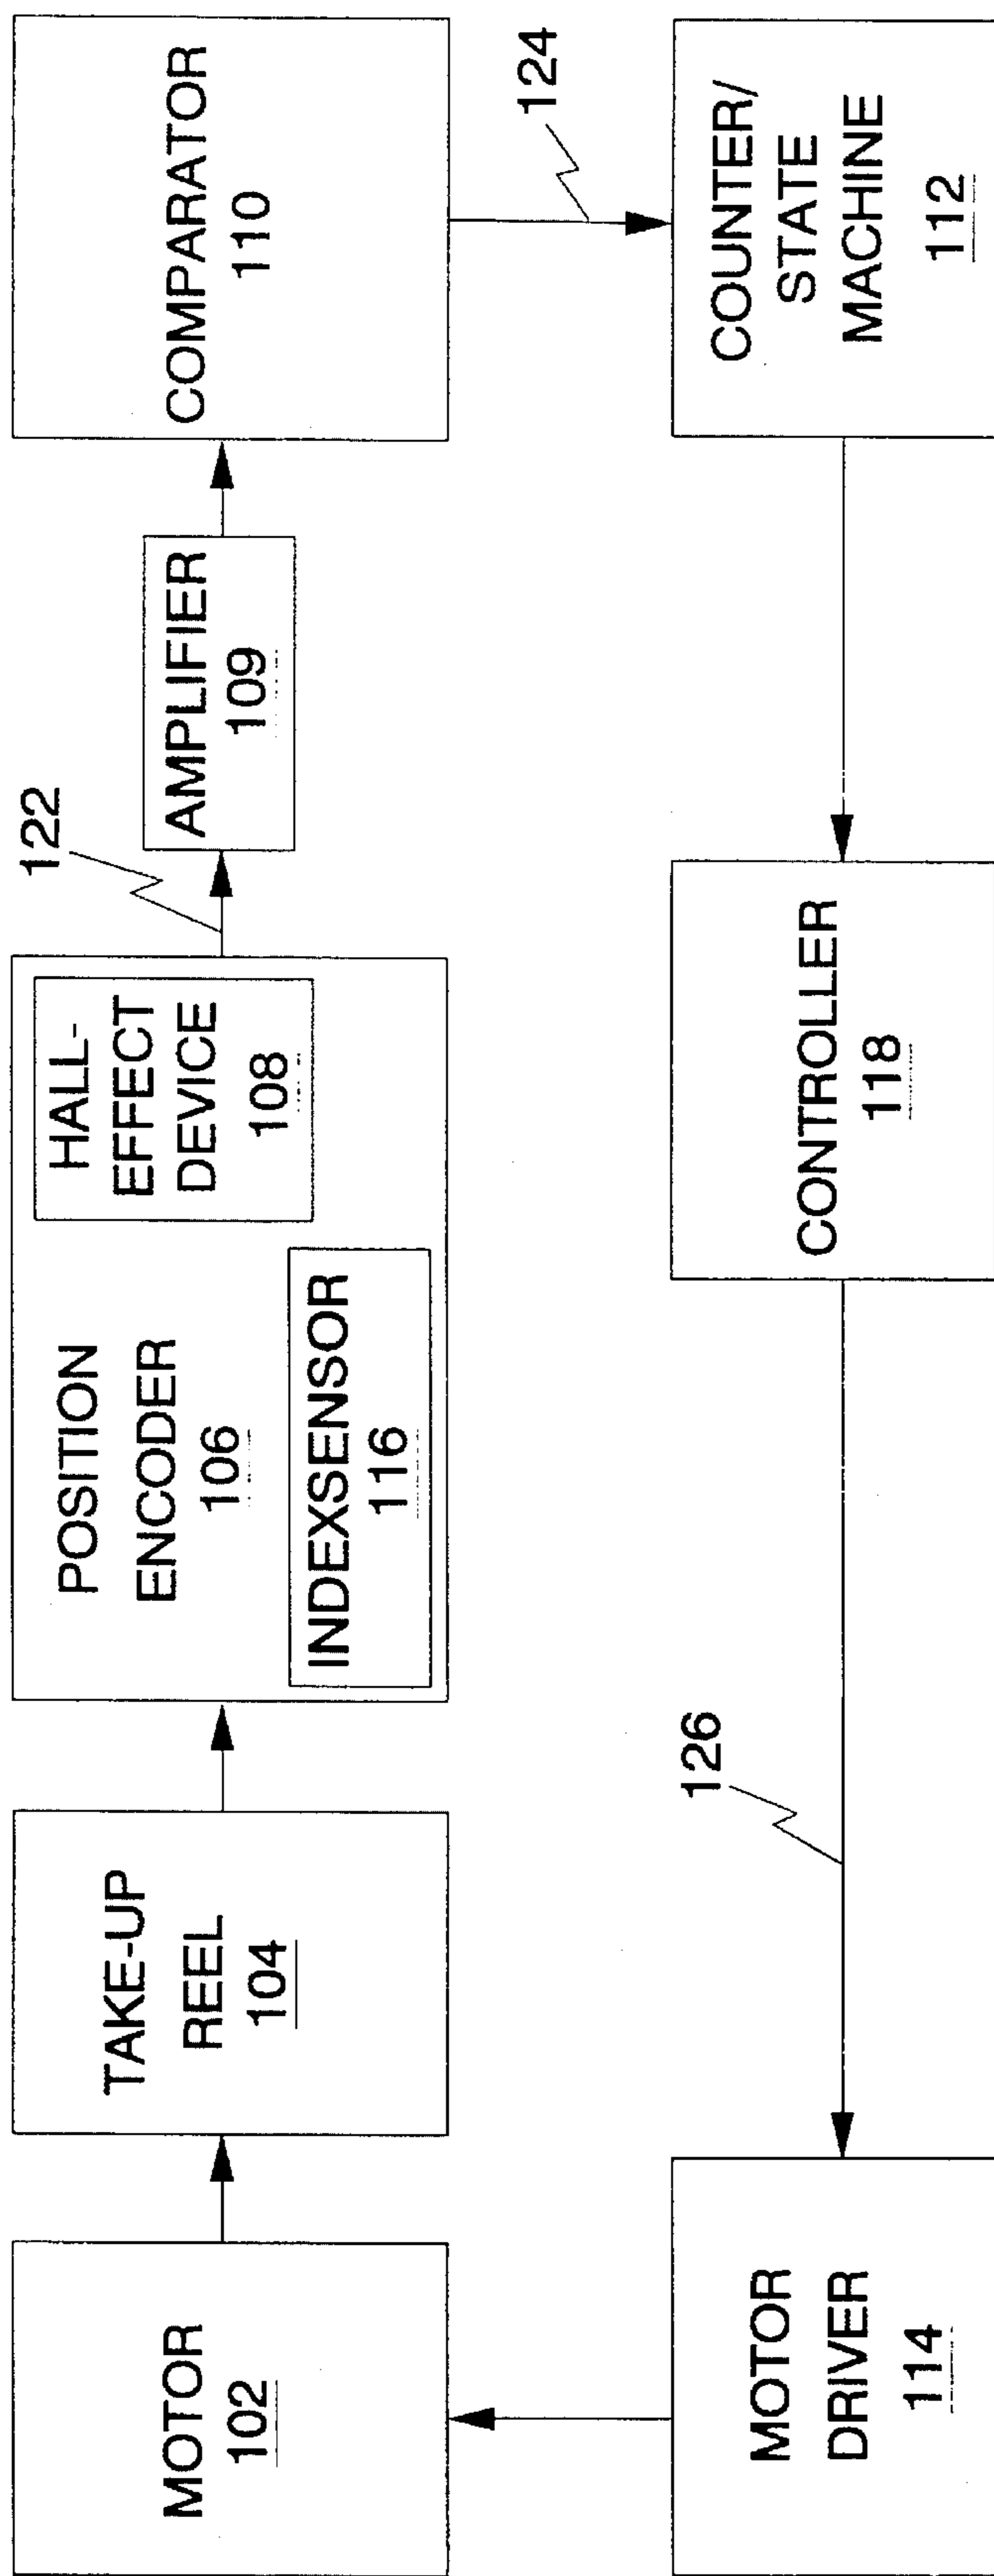 MOTOR
102
TAKE-UP
REEL
104
POSITION
ENCODER
106
INDEXSENSOR
116
HALL-
EFFECT
DEVICE
108
122
AMPLIFIER
109
COMPARATOR
110
124
COUNTER/
STATE
MACHINE
112
CONTROLLER
118
126
MOTOR
DRIVER
114